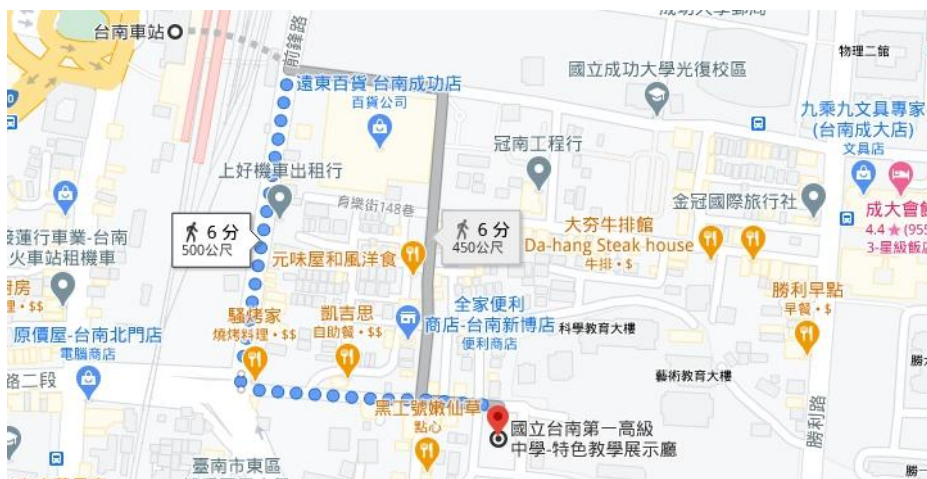 台南車站
前鋒路
遠東百貨 台南成功店
百貨公司
國立成功大學光復校區
物理二館
九乘九文具專家
(台南成大店)
文具店
上好機車出租行
冠南工程行
育樂街148巷
金冠國際旅行社
成大會館
4.4 ★ (955
3-星級飯店
6 分
500公尺
6 分
450公尺
大夯牛排館
Da-hang Steak house
牛排・$
元味屋和風洋食
接蓮行車業-台南
火車站租機車
全家便利
商店-台南新博店
便利商店
科學教育大樓
勝利早點
早餐・$
騷烤家
燒烤料理・$$
凱吉思
自助餐・$$
原價屋-台南北門店
電腦商店
路二段
藝術教育大樓
勝利路
黑工號嫩仙草
點心
國立台南第一高級
中學-特色教學展示廳
臺南市東區